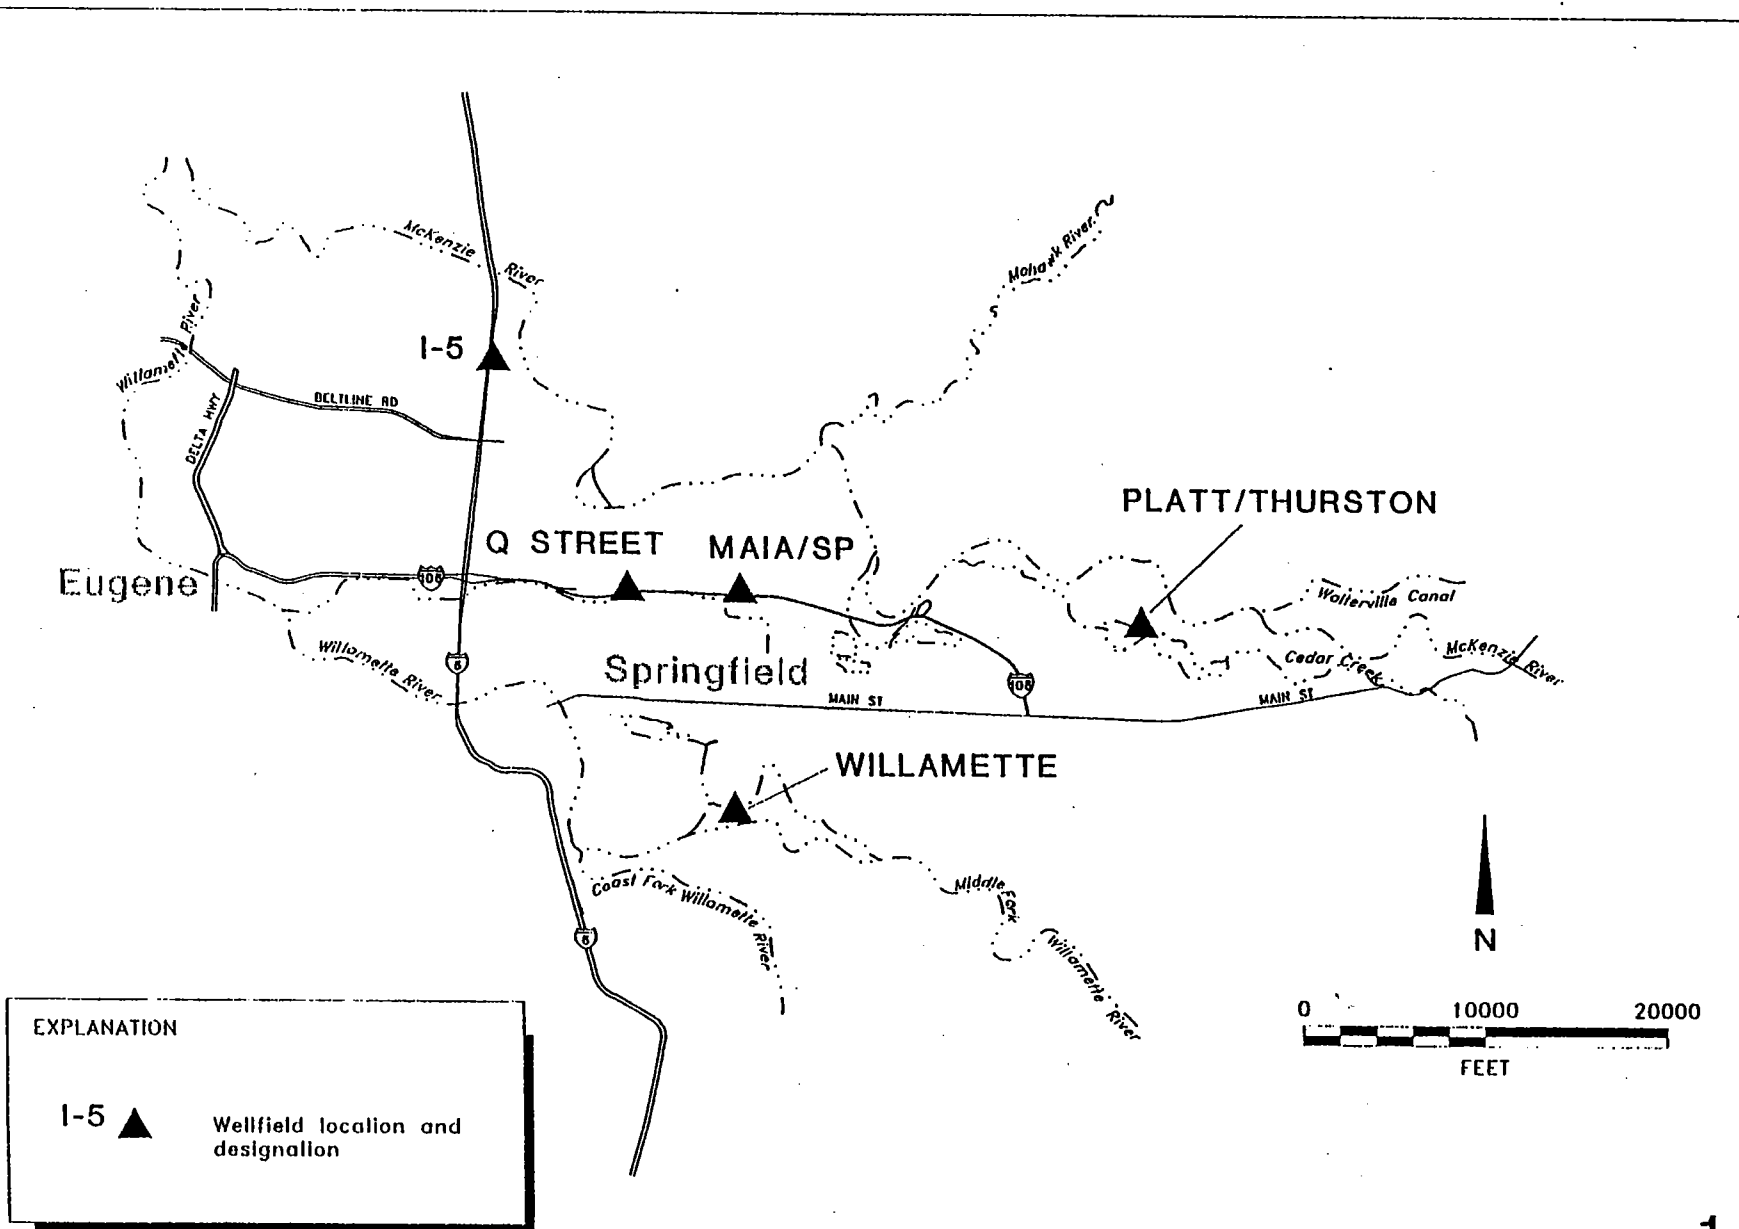 McKenzie
River
Mohawk River
I-5
Willamette River
BELTLINE RD
DELTA HWY
PLATT/THURSTON
Q STREET
MAIA/SP
Eugene
105
Walterville Canal
Willamette River
5
Springfield
Cedar Creek
McKenzie River
105
MAIN ST
MAIN ST
WILLAMETTE
Coast Fork Willamette River
Middle Fork
Willamette River
5
N
0 10000 20000
FEET
EXPLANATION
I-5
Wellfield location and
designation